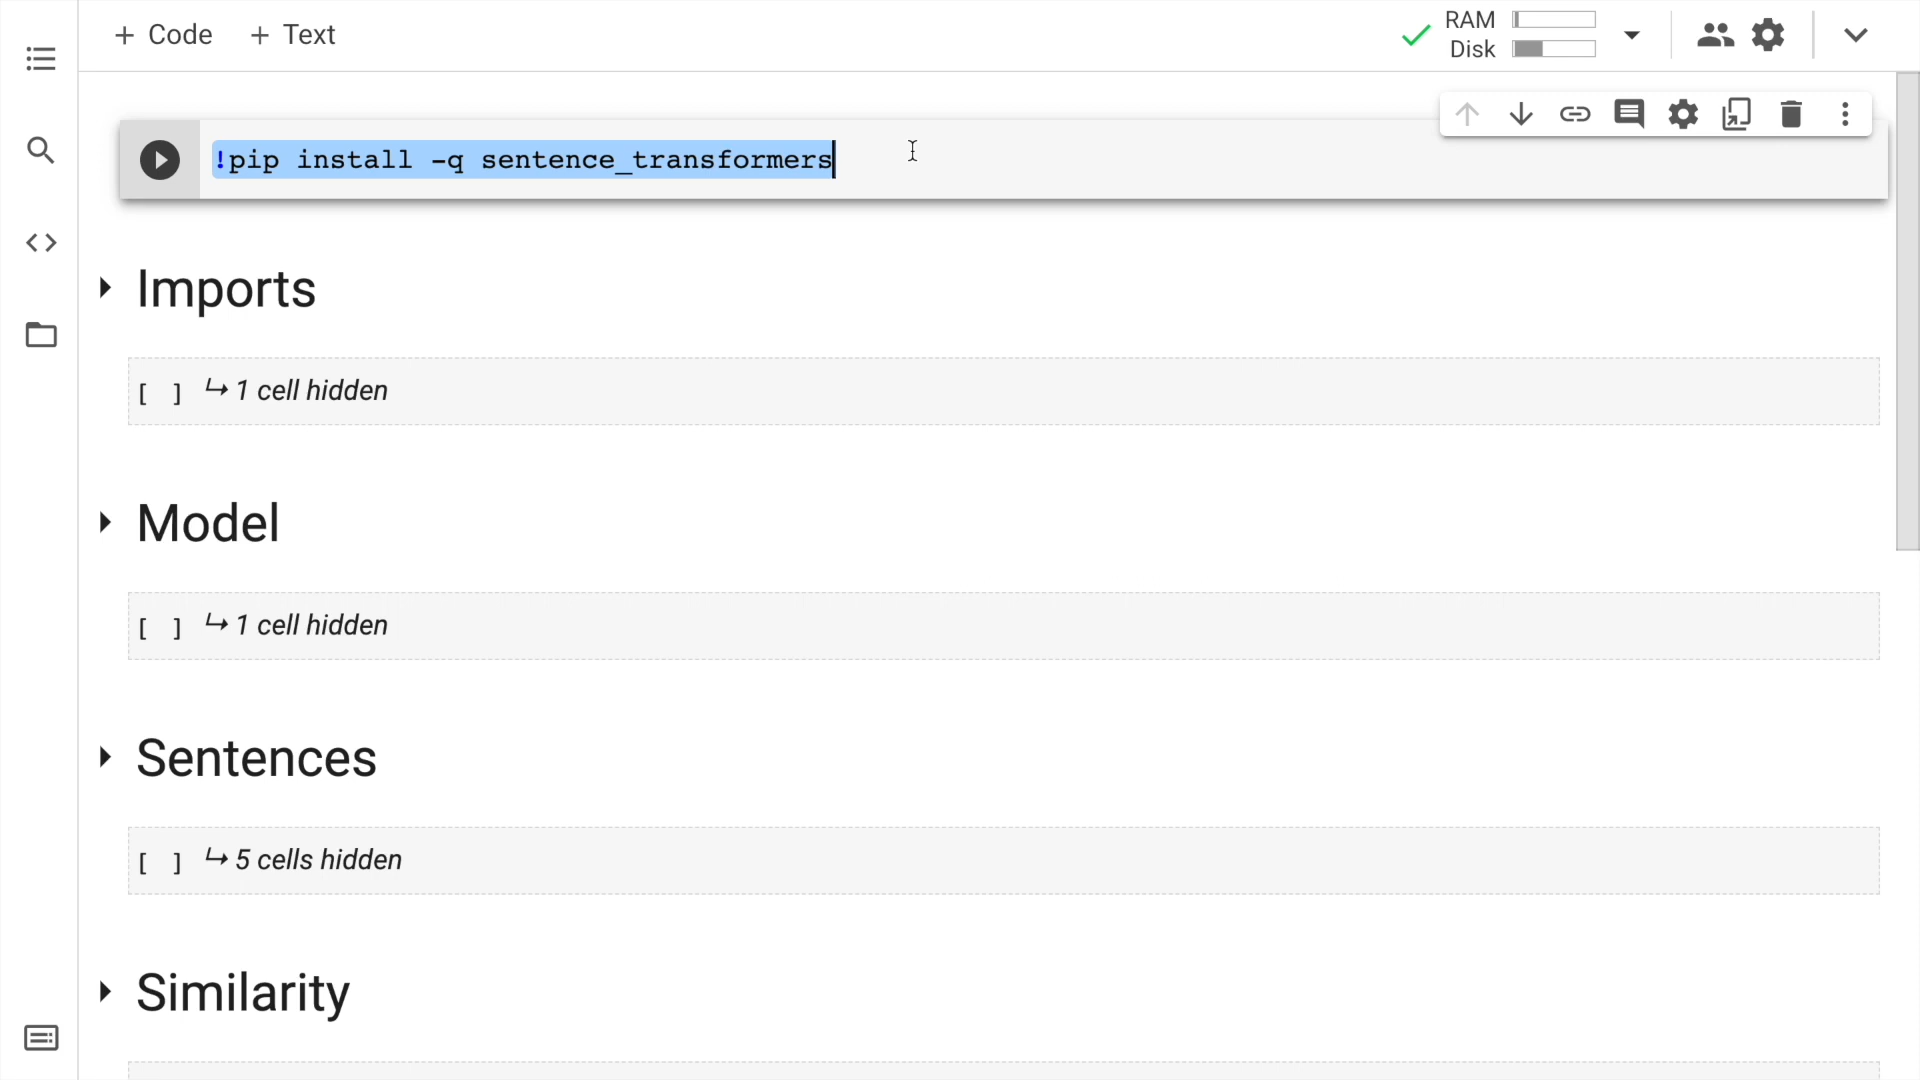 + Code + Text
RAM
Disk
!pip install -q sentence_transformers
Imports
[ ] 1 cell hidden
Model
[ ] 1 cell hidden
Sentences
[ ] 5 cells hidden
Similarity